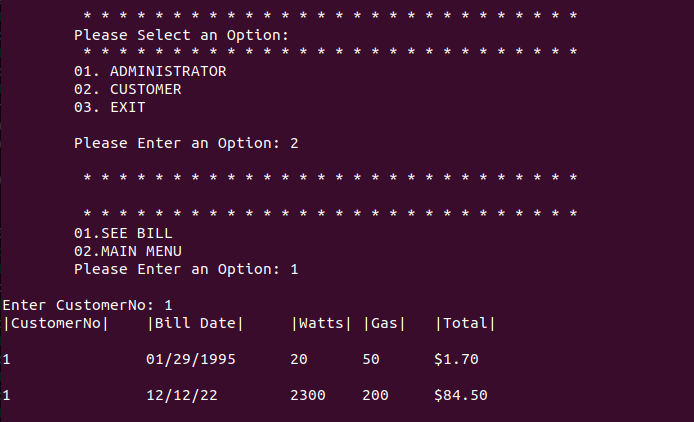 * * * * * * * * * * * * * * * * * * * * * * * * * * * *
Please Select an Option:
* * * * * * * * * * * * * * * * * * * * * * * * * * * *
01. ADMINISTRATOR
02. CUSTOMER
03. EXIT
Please Enter an Option: 2
* * * * * * * * * * * * * * * * * * * * * * * * * * * *
* * * * * * * * * * * * * * * * * * * * * * * * * * * *
01.SEE BILL
02.MAIN MENU
Please Enter an Option: 1
Enter CustomerNo: 1
|CustomerNo| |Bill Date| |Watts| |Gas| |Total|
1 01/29/1995 20 50 $1.70
1 12/12/22 2300 200 $84.50